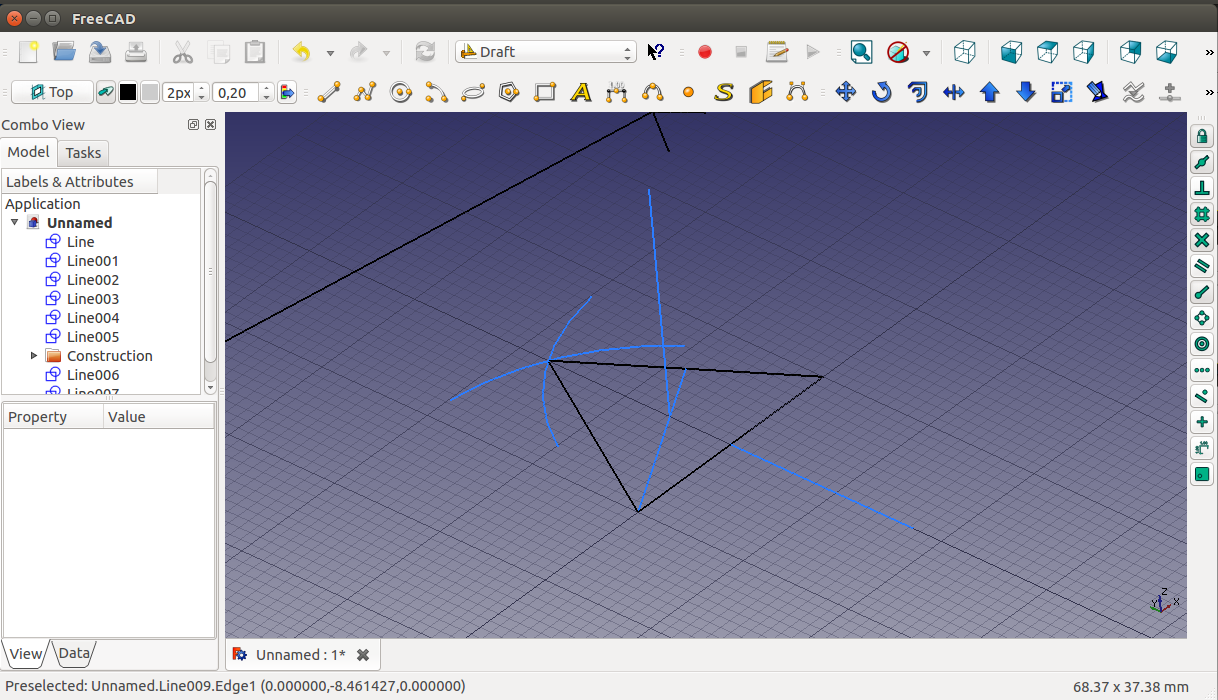 FreeCAD
Draft
Top
2px
0,20
Combo View
Model
Tasks
Labels & Attributes
Application
Unnamed
Line
Line001
Line002
Line003
Line004
Line005
Construction
Line006
Line007
Property
Value
View
Data
Z
Y
X
Unnamed : 1*
Preselected: Unnamed.Line009.Edge1 (0.000000,-8.461427,0.000000)
68.37 x 37.38 mm